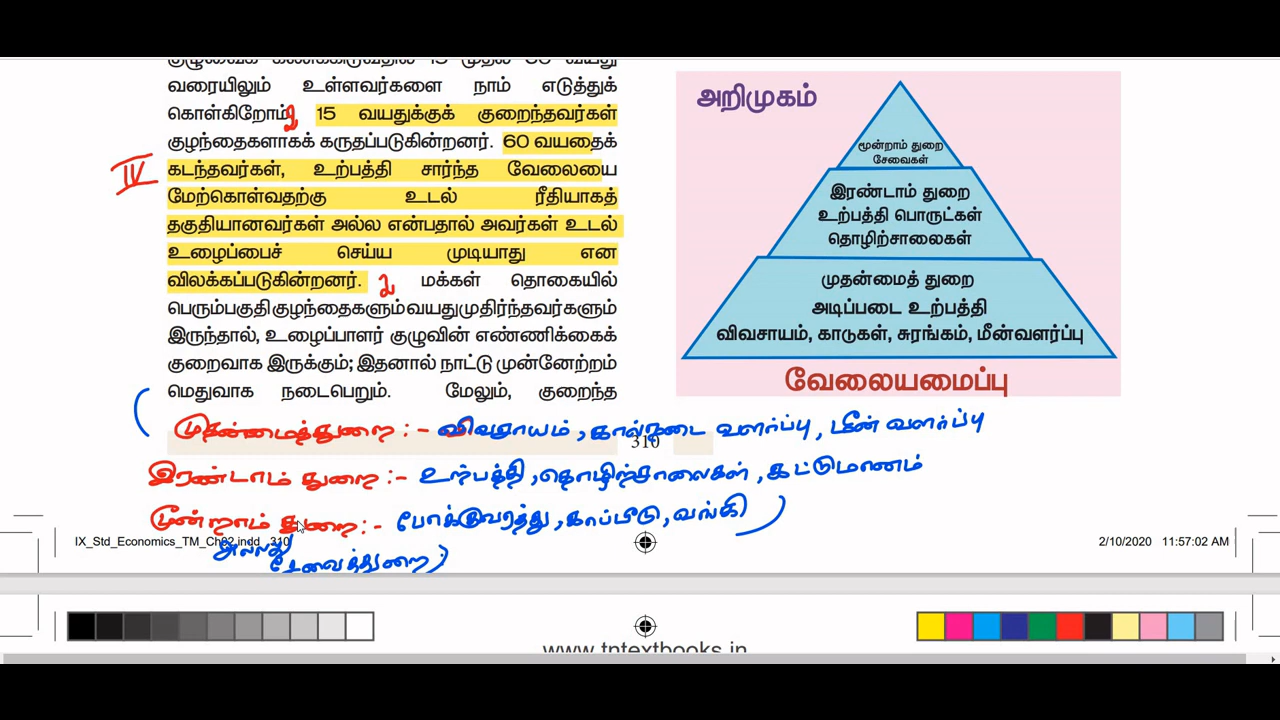 வரையிலும் உள்ளவர்களை நாம் எடுத்துக்
கொள்கிறோம். 15 வயதுக்குக் குறைந்தவர்கள்
குழந்தைகளாகக் கருதப்படுகின்றனர். 60 வயதைக்
கடந்தவர்கள், உற்பத்தி சார்ந்த வேலையை
மேற்கொள்வதற்கு உடல் ரீதியாகத்
தகுதியானவர்கள் அல்ல என்பதால் அவர்கள் உடல்
உழைப்பைச் செய்ய முடியாது என
விலக்கப்படுகின்றனர். மக்கள் தொகையில்
பெரும்பகுதி குழந்தைகளும் வயது முதிர்ந்தவர்களும்
இருந்தால், உழைப்பாளர் குழுவின் எண்ணிக்கைக்
குறைவாக இருக்கும்; இதனால் நாட்டு முன்னேற்றம்
மெதுவாக நடைபெறும். மேலும், குறைந்த
IV
அறிமுகம்
மூன்றாம் துறை
சேவைகள்
இரண்டாம் துறை
உற்பத்தி பொருட்கள்
தொழிற்சாலைகள்
முதன்மைத் துறை
அடிப்படை உற்பத்தி
விவசாயம், காடுகள், சுரங்கம், மீன்வளர்ப்பு
வேலையமைப்பு
முதன்மைத்துறை :- விவசாயம், கால்நடை வளர்ப்பு, மீன் வளர்ப்பு
310
இரண்டாம் துறை :- உற்பத்தி, தொழிற்சாலைகள், கட்டுமானம்
மூன்றாம் துறை :- போக்குவரத்து, காப்பீடு, வங்கி)
அல்லது
சேவைத்துறை)
IX_Std_Economics_TM_Ch02.indd 310
2/10/2020 11:57:02 AM
www.tntextbooks.in